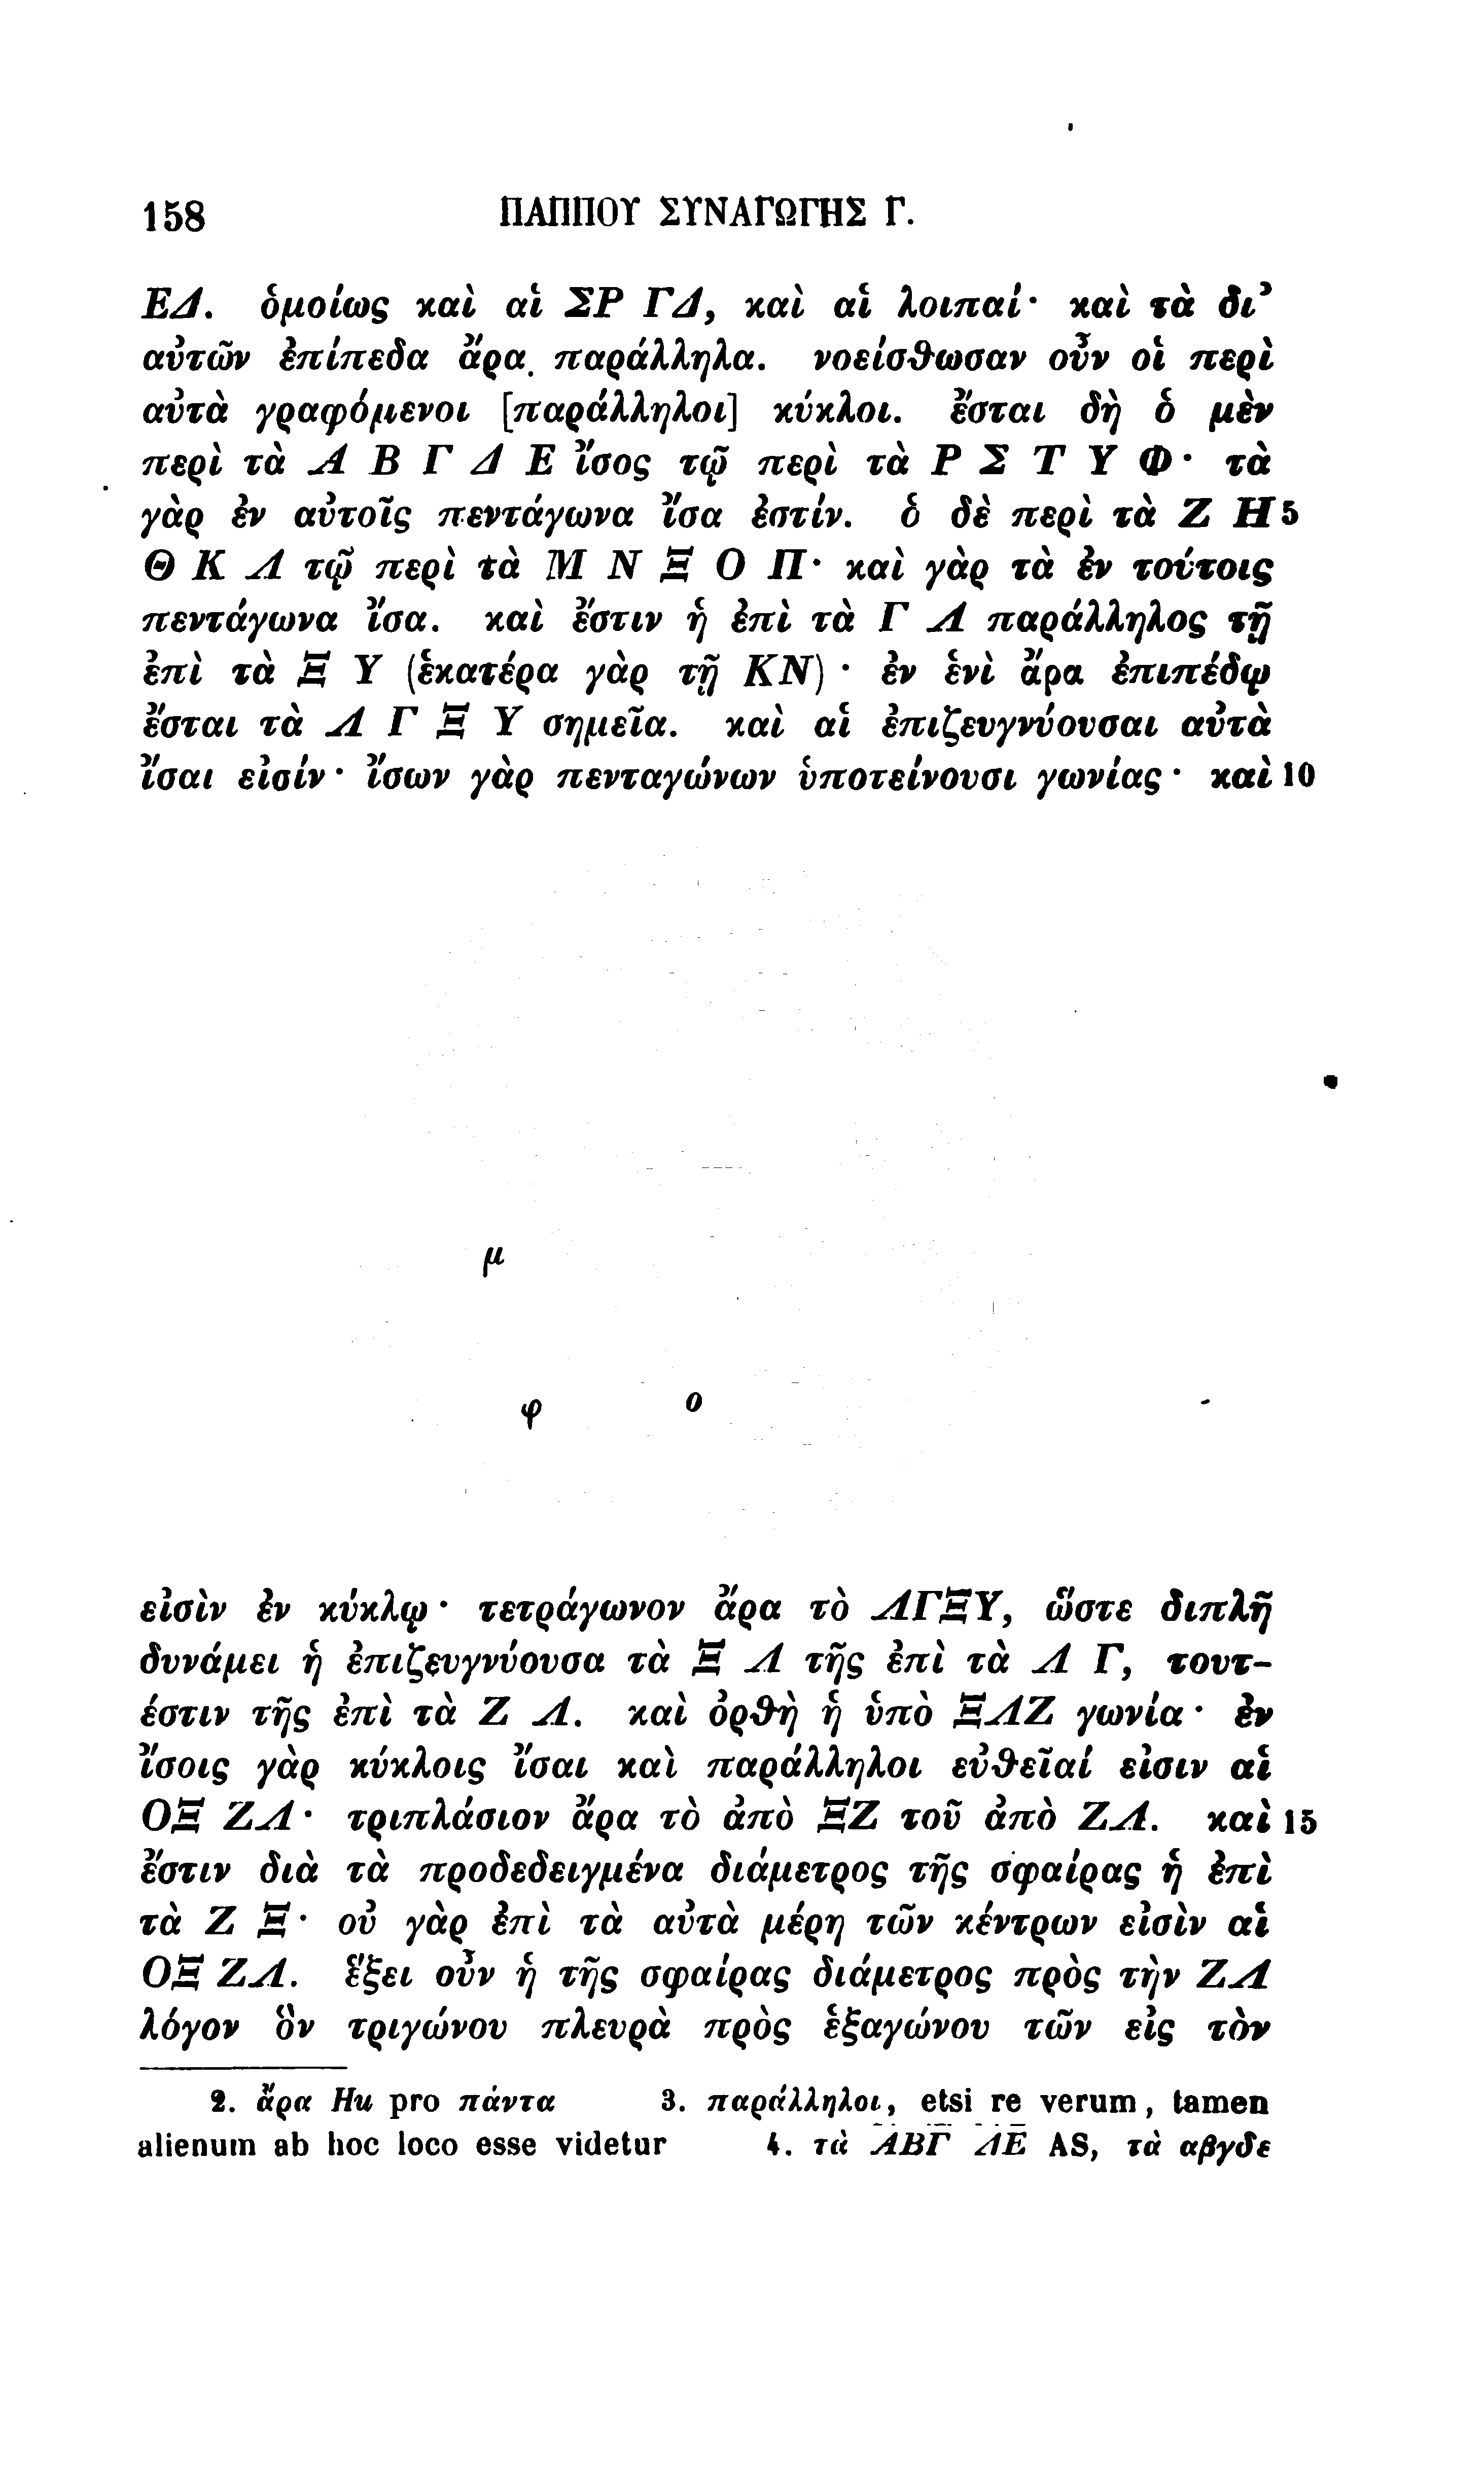 158 ΠΑΠΠΟΥ ΣΥΝΑΓΩΓΗΣ Γ.
ΕΔ. ὁμοίως καὶ αἱ ΣΡ ΓΔ, καὶ αἱ λοιπαί· καὶ τὰ δι’
αὐτῶν ἐπίπεδα ἄρα παράλληλα. νοείσθωσαν οὖν οἱ περὶ
αὐτὰ γραφόμενοι [παράλληλοι] κύκλοι. ἔσται δὴ ὁ μὲν
περὶ τὰ Α Β Γ Δ Ε ἴσος τῷ περὶ τὰ Ρ Σ Τ Υ Φ· τὰ
γὰρ ἐν αὐτοῖς πεντάγωνα ἴσα ἐστίν. ὁ δὲ περὶ τὰ Ζ Η 5
Θ Κ Λ τῷ περὶ τὰ Μ Ν Ξ Ο Π· καὶ γὰρ τὰ ἐν τούτοις
πεντάγωνα ἴσα. καὶ ἔστιν ἡ ἐπὶ τὰ Γ Λ παράλληλος τῇ
ἐπὶ τὰ Ξ Υ (ἑκατέρα γὰρ τῇ ΚΝ)· ἐν ἑνὶ ἄρα ἐπιπέδῳ
ἔσται τὰ Λ Γ Ξ Υ σημεῖα. καὶ αἱ ἐπιζευγνύουσαι αὐτὰ
ἴσαι εἰσίν· ἴσων γὰρ πενταγώνων ὑποτείνουσι γωνίας· καὶ 10
μ
φ ο
εἰσὶν ἐν κύκλῳ· τετράγωνον ἄρα τὸ ΛΓΞΥ, ὥστε διπλῆ
δυνάμει ἡ ἐπιζευγνύουσα τὰ Ξ Λ τῆς ἐπὶ τὰ Λ Γ, τουτ-
έστιν τῆς ἐπὶ τὰ Ζ Λ. καὶ ὀρθὴ ἡ ὑπὸ ΞΛΖ γωνία· ἐν
ἴσοις γὰρ κύκλοις ἴσαι καὶ παράλληλοι εὐθεῖαί εἰσιν αἱ
ΟΞ ΖΛ· τριπλάσιον ἄρα τὸ ἀπὸ ΞΖ τοῦ ἀπὸ ΖΛ. καὶ 15
ἔστιν διὰ τὰ προδεδειγμένα διάμετρος τῆς σφαίρας ἡ ἐπὶ
τὰ Ζ Ξ· οὐ γὰρ ἐπὶ τὰ αὐτὰ μέρη τῶν κέντρων εἰσὶν αἱ
ΟΞ ΖΛ. ἕξει οὖν ἡ τῆς σφαίρας διάμετρος πρὸς τὴν ΖΛ
λόγον ὃν τριγώνου πλευρὰ πρὸς ἑξαγώνου τῶν εἰς τὸν
2. ἄρα Hu pro πάντα 3. παράλληλοι, etsi re verum, tamen
alienum ab hoc loco esse videtur 4. τὰ ΑΒΓ ΔΕ AS, τὰ αβγδε